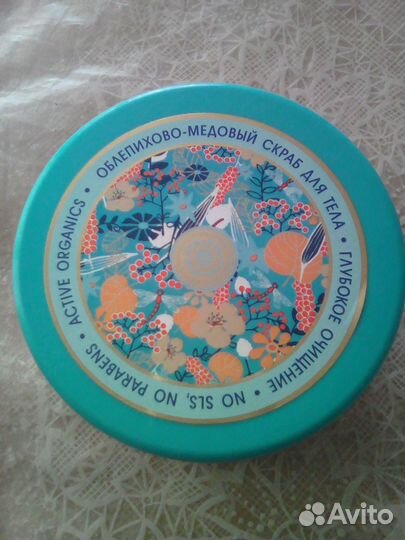 ОБЛЕПИХОВО-МЕДОВЫЙ СКРАБ ДЛЯ ТЕЛА • ГЛУБОКОЕ ОЧИЩЕНИЕ • NO SLS, NO PARABENS • ACTIVE ORGANICS •
Avito